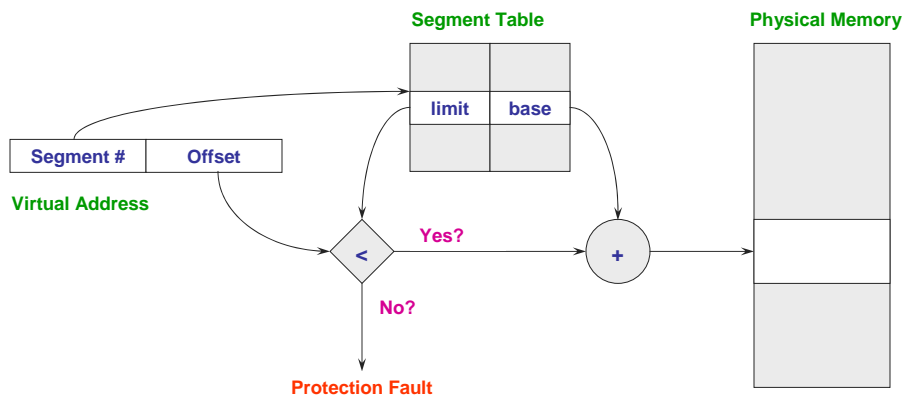 Segment Table
Physical Memory
limit
base
Segment #
Offset
Virtual Address
Yes?
<
+
No?
Protection Fault